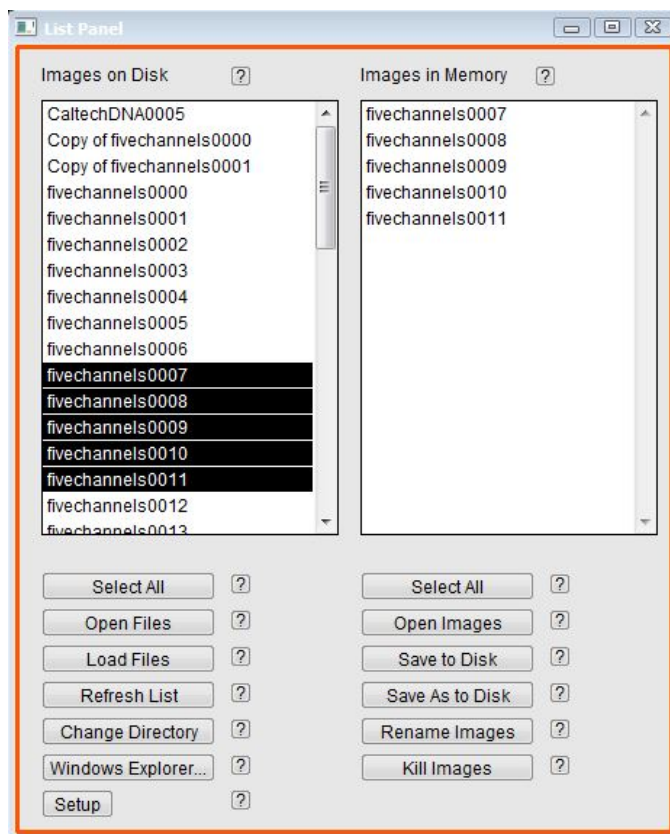 List Panel
Images on Disk ?
CaltechDNA0005
Copy of fivechannels0000
Copy of fivechannels0001
fivechannels0000
fivechannels0001
fivechannels0002
fivechannels0003
fivechannels0004
fivechannels0005
fivechannels0006
fivechannels0007
fivechannels0008
fivechannels0009
fivechannels0010
fivechannels0011
fivechannels0012
fivechannels0013
Images in Memory ?
fivechannels0007
fivechannels0008
fivechannels0009
fivechannels0010
fivechannels0011
Select All ?
Open Files ?
Load Files ?
Refresh List ?
Change Directory ?
Windows Explorer... ?
Setup ?
Select All ?
Open Images ?
Save to Disk ?
Save As to Disk ?
Rename Images ?
Kill Images ?